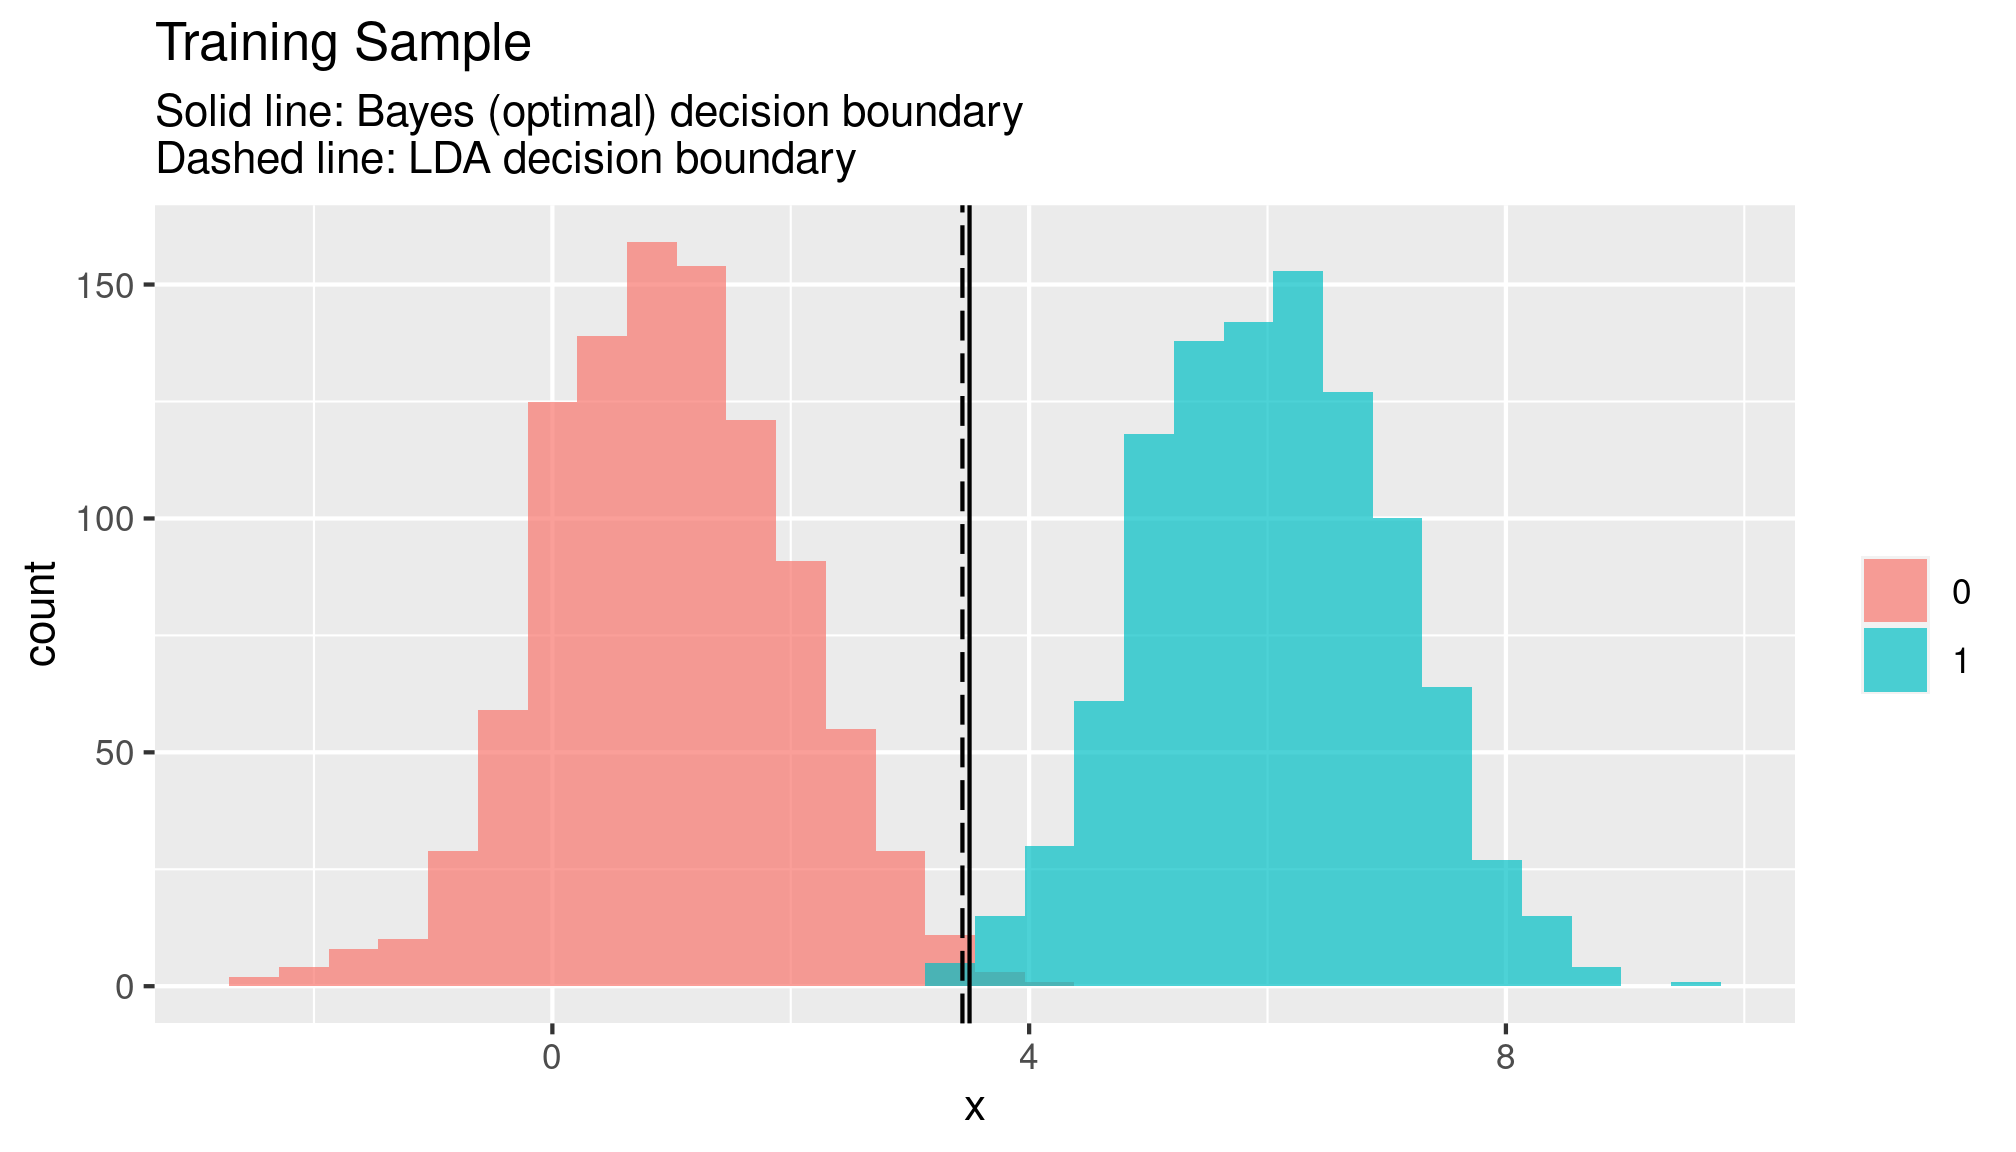 Training Sample
Solid line: Bayes (optimal) decision boundary
Dashed line: LDA decision boundary
150
100
50
0
count
0
4
8
x
0
1